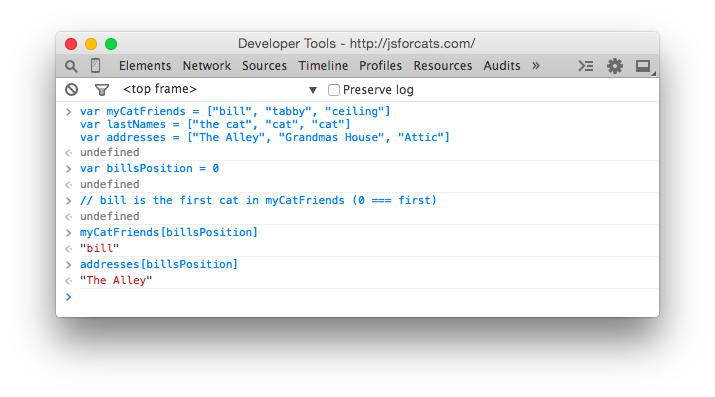 Developer Tools - http://jsforcats.com/
Elements Network Sources Timeline Profiles Resources Audits »
<top frame> ▼ Preserve log
> var myCatFriends = ["bill", "tabby", "ceiling"]
var lastNames = ["the cat", "cat", "cat"]
var addresses = ["The Alley", "Grandmas House", "Attic"]
undefined
> var billsPosition = 0
undefined
> // bill is the first cat in myCatFriends (0 === first)
undefined
> myCatFriends[billsPosition]
"bill"
> addresses[billsPosition]
"The Alley"
>